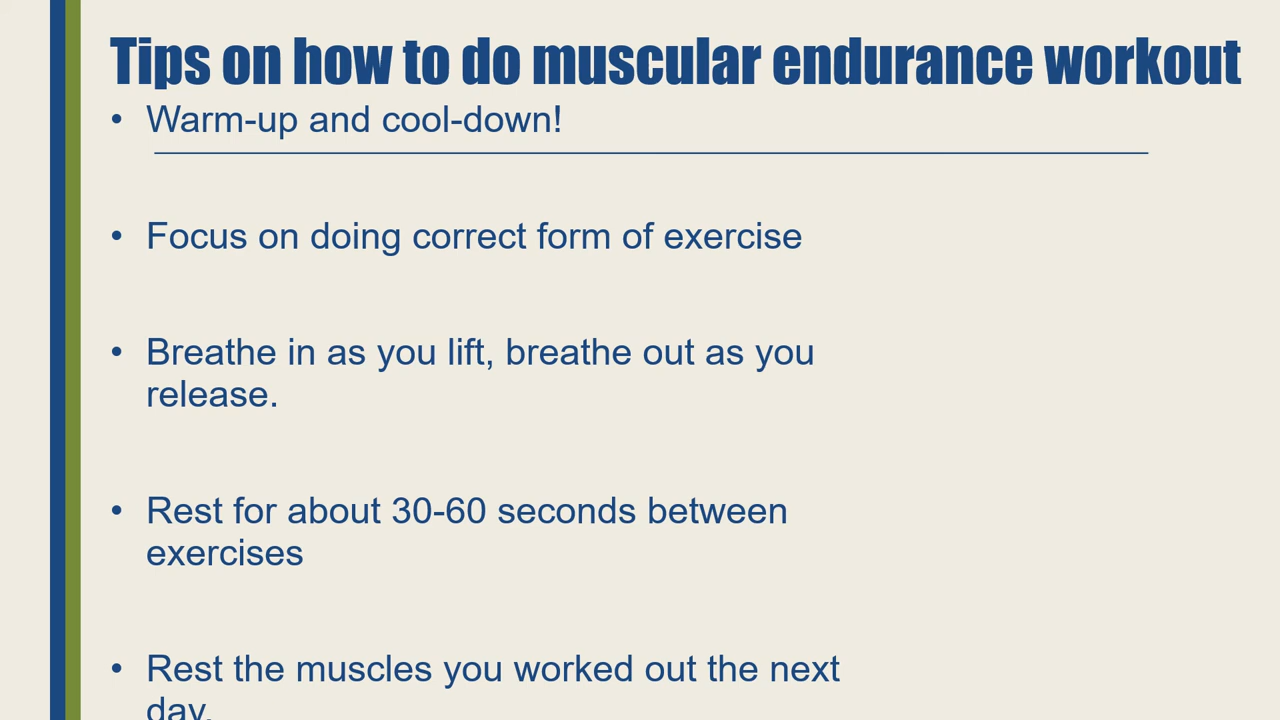 Tips on how to do muscular endurance workout
• Warm-up and cool-down!
• Focus on doing correct form of exercise
• Breathe in as you lift, breathe out as you
release.
• Rest for about 30-60 seconds between
exercises
• Rest the muscles you worked out the next
day.